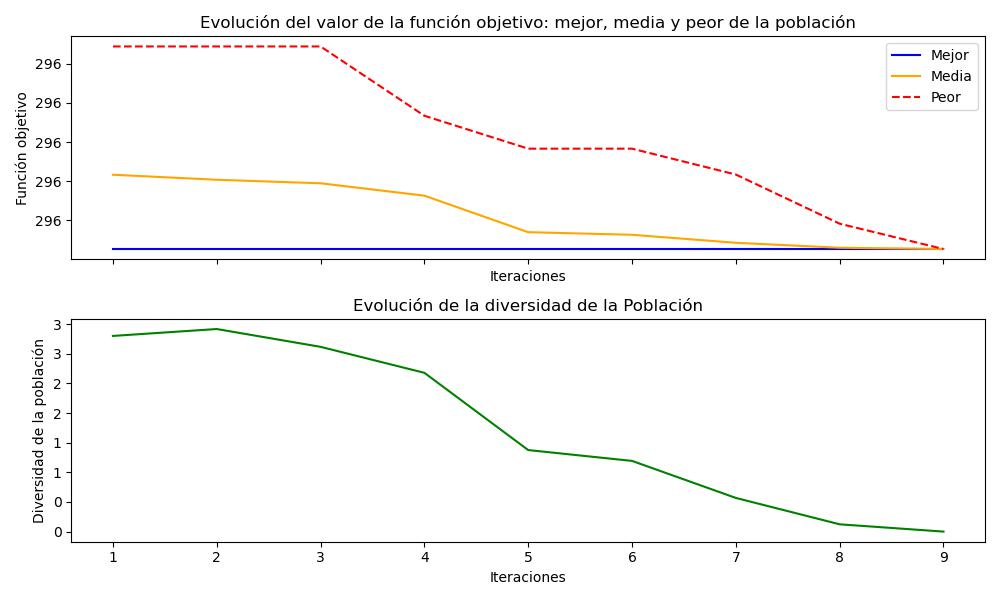 Evolución del valor de la función objetivo: mejor, media y peor de la población
Función objetivo
296
296
296
296
296
Mejor
Media
Peor
Iteraciones
Evolución de la diversidad de la Población
Diversidad de la población
3
3
2
2
1
1
0
0
1 2 3 4 5 6 7 8 9
Iteraciones